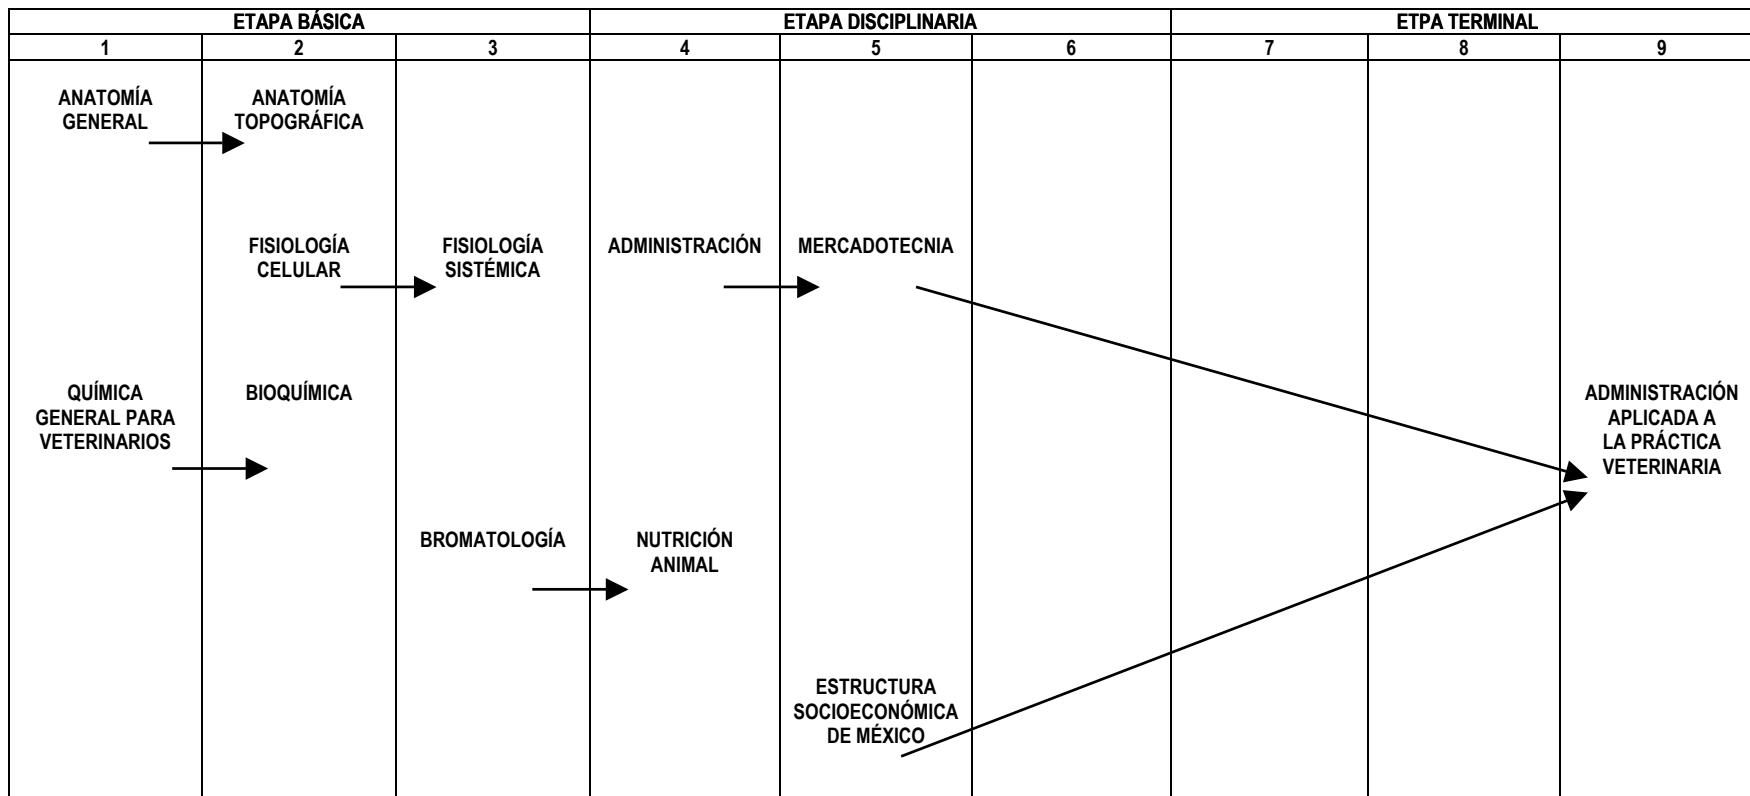 ETAPA BÁSICA
ETAPA DISCIPLINARIA
ETPA TERMINAL
1
2
3
4
5
6
7
8
9
ANATOMÍA
GENERAL
ANATOMÍA
TOPOGRÁFICA
FISIOLOGÍA
CELULAR
FISIOLOGÍA
SISTÉMICA
ADMINISTRACIÓN
MERCADOTECNIA
QUÍMICA
GENERAL PARA
VETERINARIOS
BIOQUÍMICA
ADMINISTRACIÓN
APLICADA A
LA PRÁCTICA
VETERINARIA
BROMATOLOGÍA
NUTRICIÓN
ANIMAL
ESTRUCTURA
SOCIOECONÓMICA
DE MÉXICO